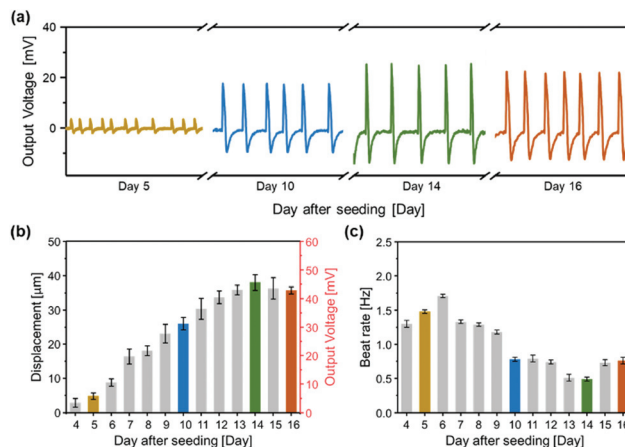 (a)
40
20
0
Output Voltage [mV]
Day 5 Day 10 Day 14 Day 16
Day after seeding [Day]
(b)
50
40
30
20
10
0
Displacement [μm]
60
50
40
30
20
10
0
Output Voltage [mV]
4 5 6 7 8 9 10 11 12 13 14 15 16
Day after seeding [Day]
(c)
2.5
2.0
1.5
1.0
0.5
0.0
Beat rate [Hz]
4 5 6 7 8 9 10 11 12 13 14 15 16
Day after seeding [Day]